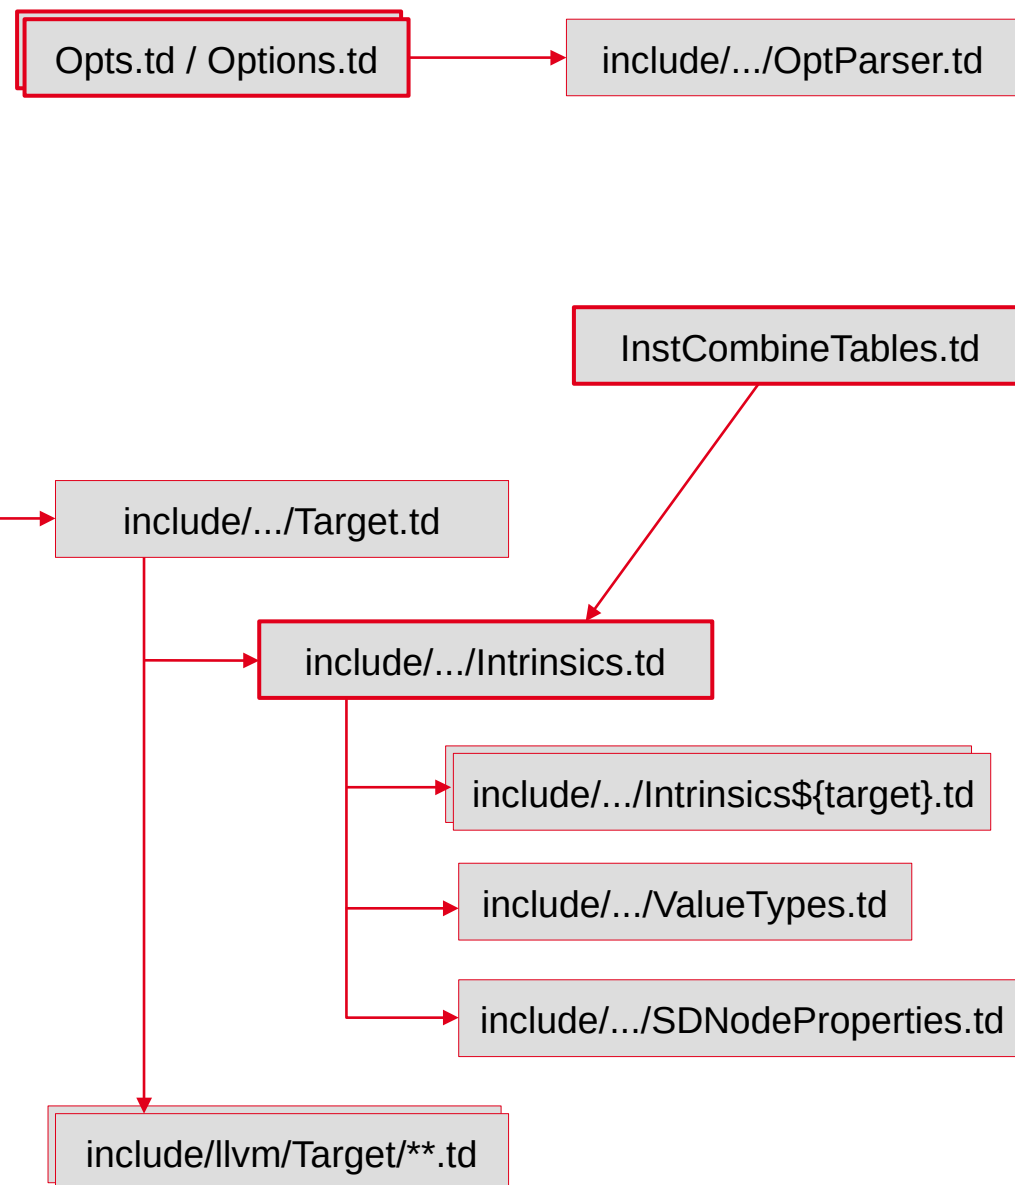 Opts.td / Options.td
include/.../OptParser.td
InstCombineTables.td
include/.../Target.td
include/.../Intrinsics.td
include/.../Intrinsics${target}.td
include/.../ValueTypes.td
include/.../SDNodeProperties.td
include/llvm/Target/**.td